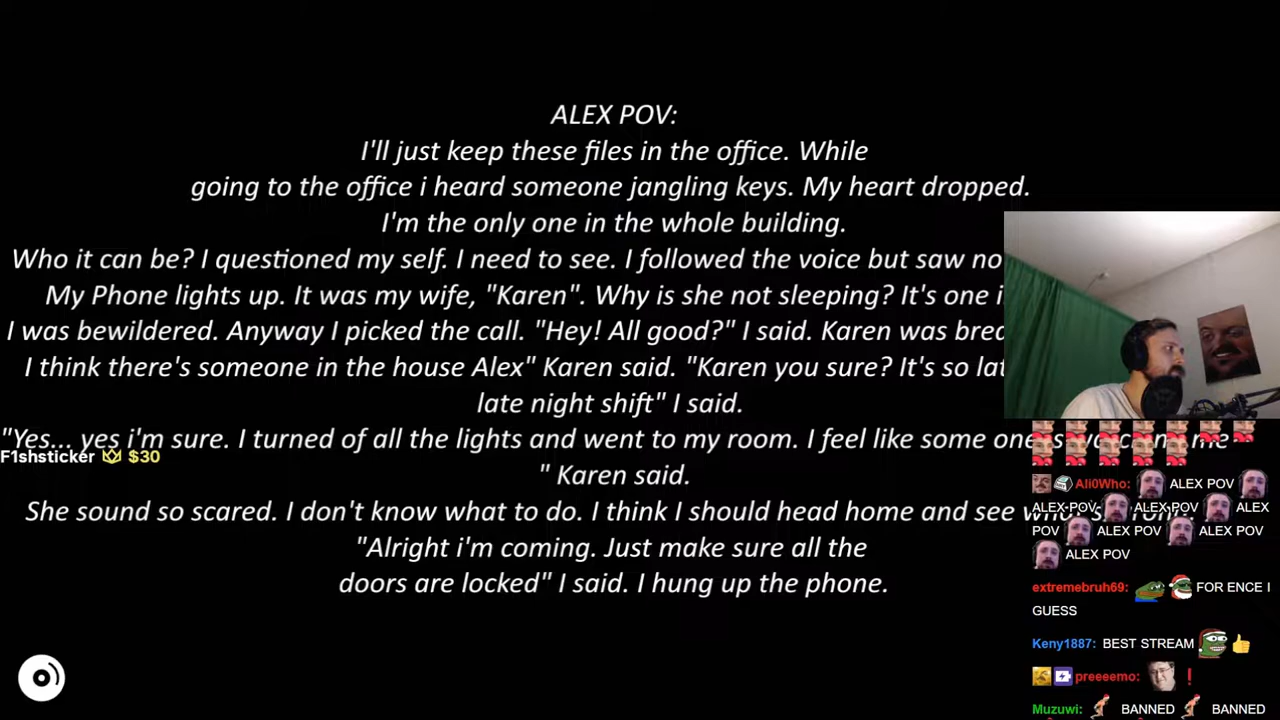 ALEX POV:
I'll just keep these files in the office. While
going to the office i heard someone jangling keys. My heart dropped.
I'm the only one in the whole building.
Who it can be? I questioned my self. I need to see. I followed the voice but saw no
My Phone lights up. It was my wife, "Karen". Why is she not sleeping? It's one i
I was bewildered. Anyway I picked the call. "Hey! All good?" I said. Karen was brea
I think there's someone in the house Alex" Karen said. "Karen you sure? It's so lat
late night shift" I said.
"Yes... yes i'm sure. I turned of all the lights and went to my room. I feel like some one me
" Karen said.
She sound so scared. I don't know what to do. I think I should head home and see
"Alright i'm coming. Just make sure all the
doors are locked" I said. I hung up the phone.
F1shsticker $30
Ali0Who: ALEX POV
ALEX POV ALEX POV ALEX
POV ALEX POV ALEX POV
ALEX POV
extremebruh69: FOR ENCE I
GUESS
Keny1887: BEST STREAM
preeeemo:
Muzuwi: BANNED BANNED